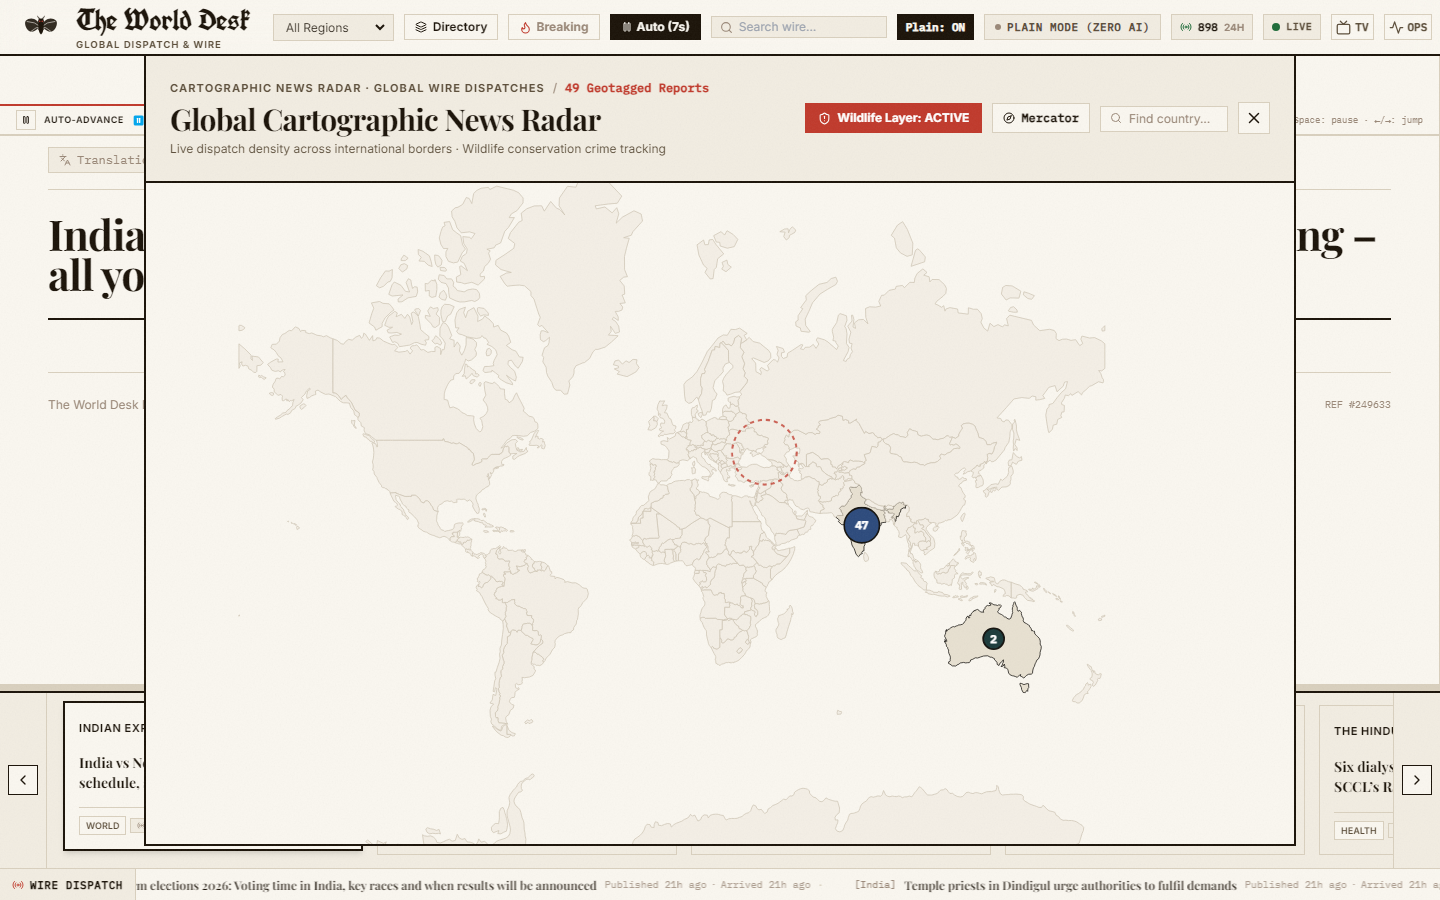 The World Desk
GLOBAL DISPATCH & WIRE
All Regions
Directory
Breaking
Auto (7s)
Search wire...
Plain: ON
PLAIN MODE (ZERO AI)
898 24H
LIVE
TV
OPS
CARTOGRAPHIC NEWS RADAR · GLOBAL WIRE DISPATCHES / 49 Geotagged Reports
Global Cartographic News Radar
Live dispatch density across international borders · Wildlife conservation crime tracking
Wildlife Layer: ACTIVE
Mercator
Find country...
AUTO-ADVANCE
Space: pause · ←/→: jump
India
ng –
all yo
The World Desk
REF #249633
47
2
INDIAN EXP
India vs N
schedule,
WORLD
THE HIND
Six dialys
SCCL's R
HEALTH
WIRE DISPATCH
m elections 2026: Voting time in India, key races and when results will be announced Published 21h ago · Arrived 21h ago ·
[India] Temple priests in Dindigul urge authorities to fulfil demands Published 21h ago · Arrived 21h